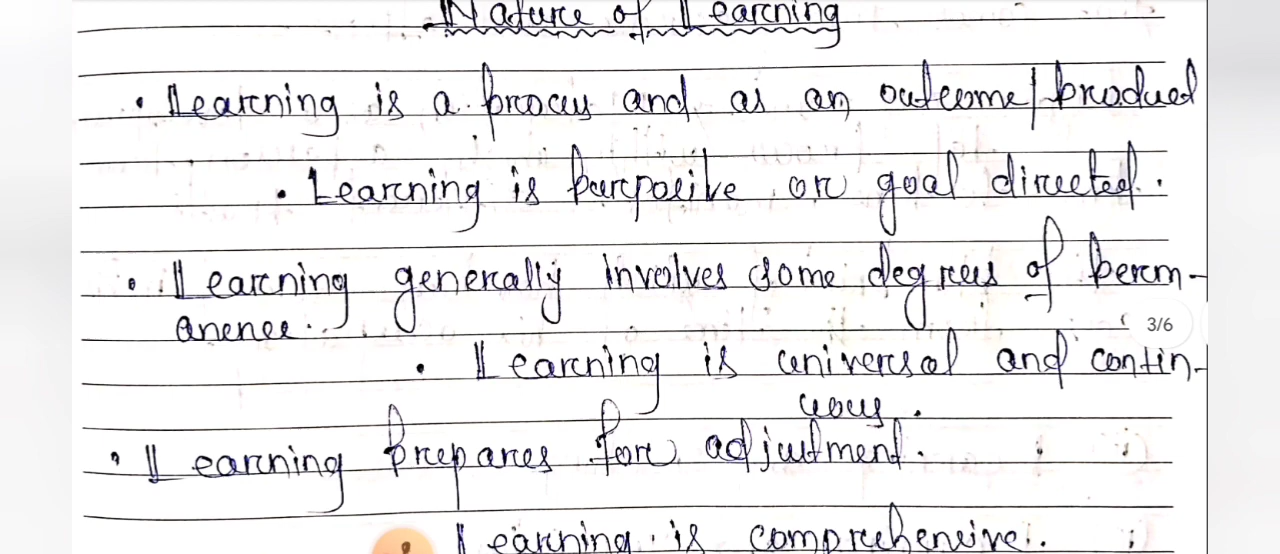 Nature of Learning
• Learning is a process and as an outcome/product
• Learning is purposive or goal directed.
• Learning generally involves some degrees of perm-
anence.
3/6
• Learning is universal and contin-
uous.
• Learning prepares for adjustment.
Learning is comprehensive.